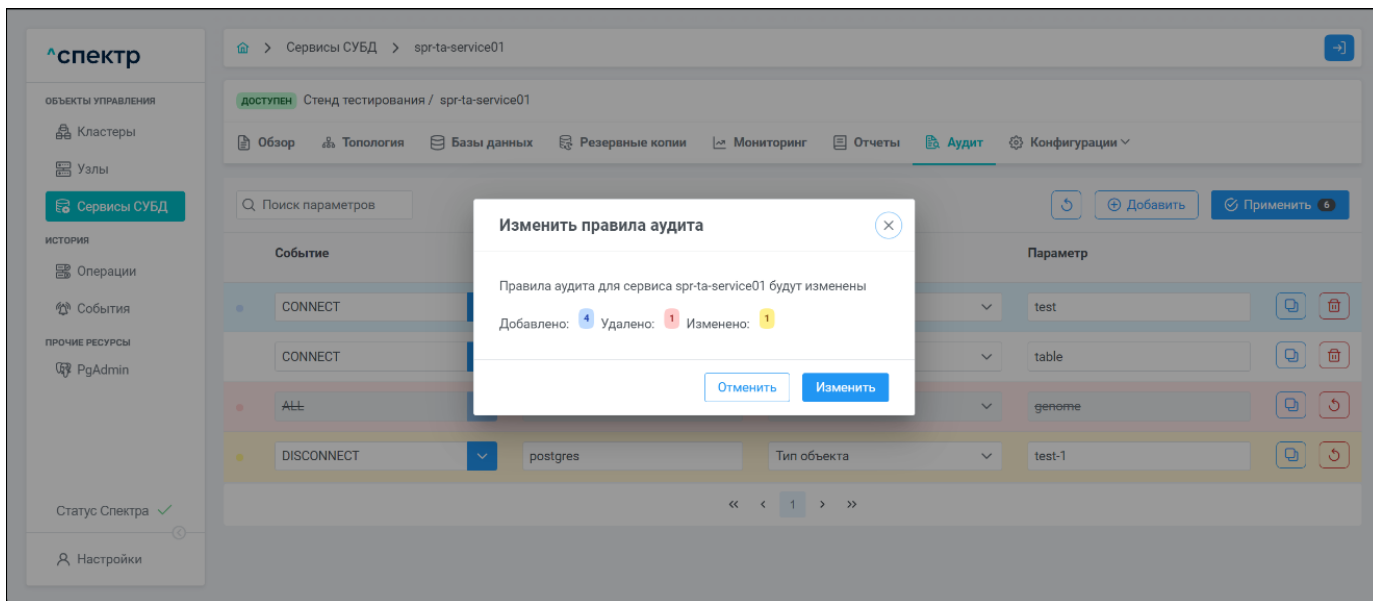 ^спектр
Сервисы СУБД > spr-ta-service01
ОБЪЕКТЫ УПРАВЛЕНИЯ
ДОСТУПЕН Стенд тестирования / spr-ta-service01
Кластеры
Обзор Топология Базы данных Резервные копии Мониторинг Отчеты Аудит Конфигурации
Узлы
Сервисы СУБД
Поиск параметров
Добавить
Применить 6
Изменить правила аудита
ИСТОРИЯ
Событие
Параметр
Операции
Правила аудита для сервиса spr-ta-service01 будут изменены
События
CONNECT
test
Добавлено: 4 Удалено: 1 Изменено: 1
ПРОЧИЕ РЕСУРСЫ
CONNECT
table
PgAdmin
Отменить
Изменить
ALL
genome
DISCONNECT
postgres
Тип объекта
test-1
« < 1 > »
Статус Спектра
Настройки